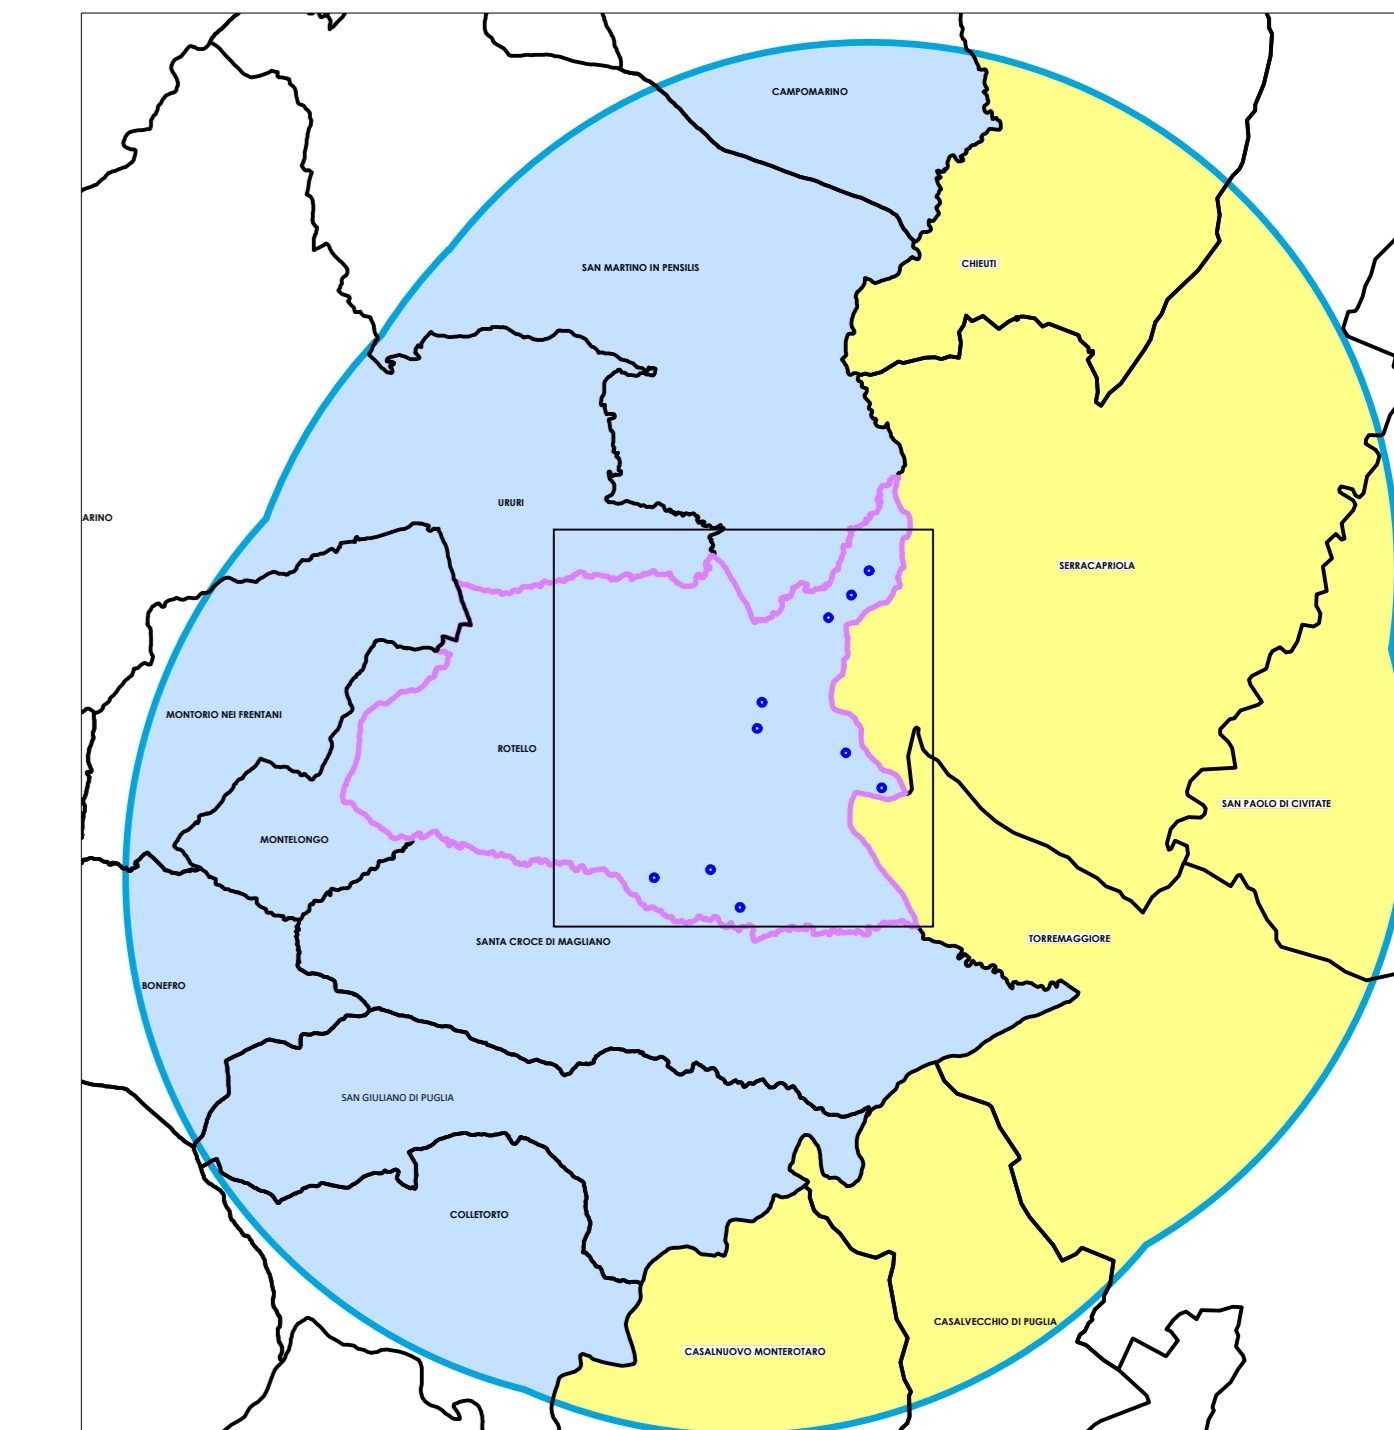 CAMPOMARINO
CHIEUTI
SAN MARTINO IN PENSILIS
URURI
ARINO
SERRACAPRIOLA
MONTORIO NEI FRENTANI
ROTELLO
SAN PAOLO DI CIVITATE
MONTELONGO
TORREMAGGIORE
SANTA CROCE DI MAGLIANO
BONEFRO
SAN GIULIANO DI PUGLIA
COLLETORTO
CASALVECCHIO DI PUGLIA
CASALNUOVO MONTEROTARO